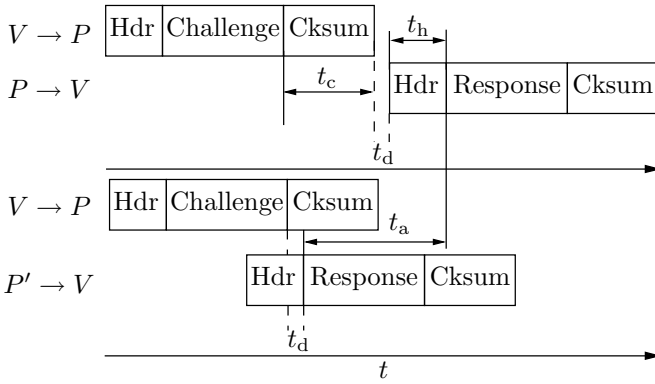 V → P Hdr Challenge Cksum t_h
P → V t_c Hdr Response Cksum
t_d
V → P Hdr Challenge Cksum
t_a
P′ → V Hdr Response Cksum
t_d
t